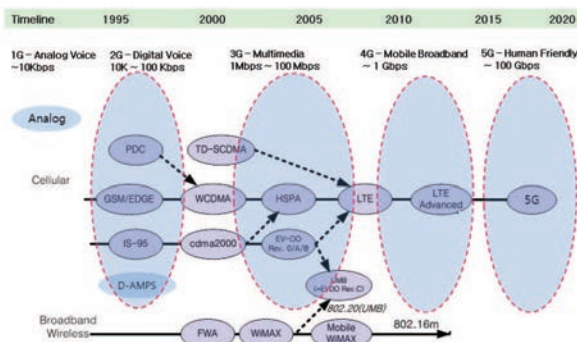 Timeline 1995 2000 2005 2010 2015 2020
1G – Analog Voice 2G – Digital Voice 3G – Multimedia 4G – Mobile Broadband 5G – Human Friendly
~10Kbps 10K ~ 100 Kbps 1Mbps ~ 100 Mbps ~ 1 Gbps ~ 100 Gbps
Analog
PDC TD-SCDMA
Cellular
GSM/EDGE WCDMA HSPA LTE LTE Advanced 5G
IS-95 cdma2000 EV-DO Rev. 0/A/B
D-AMPS
UMB
(=EV-DO Rev.C)
802.20(UMB)
Broadband
Wireless
FWA WiMAX Mobile WiMAX 802.16m